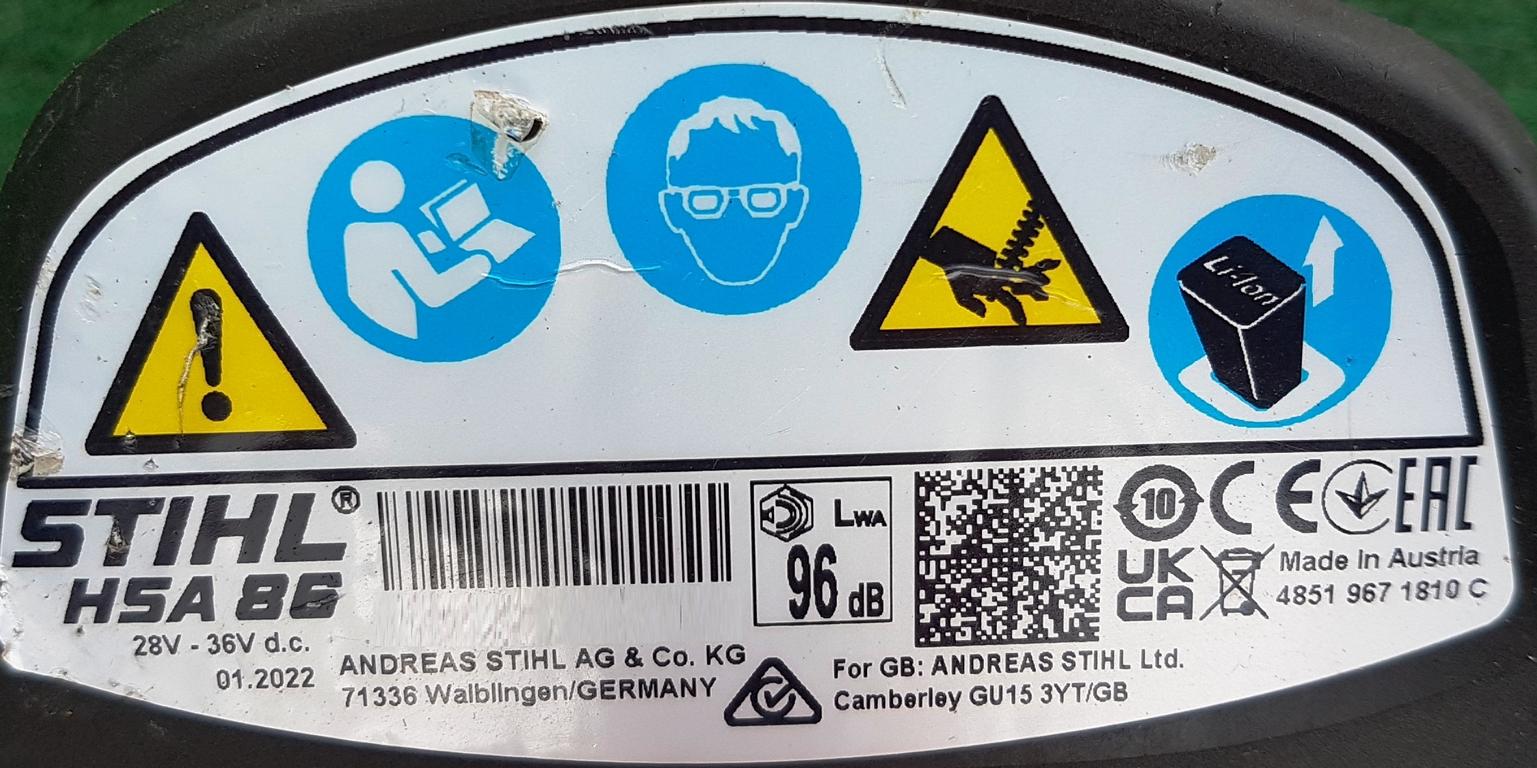 Li-Ion
STIHL®
HSA 86
28V - 36V d.c.
01.2022
ANDREAS STIHL AG & Co. KG
71336 Waiblingen/GERMANY
LWA
96 dB
For GB: ANDREAS STIHL Ltd.
Camberley GU15 3YT/GB
10 CE EAC
UK
CA
Made in Austria
4851 967 1810 C